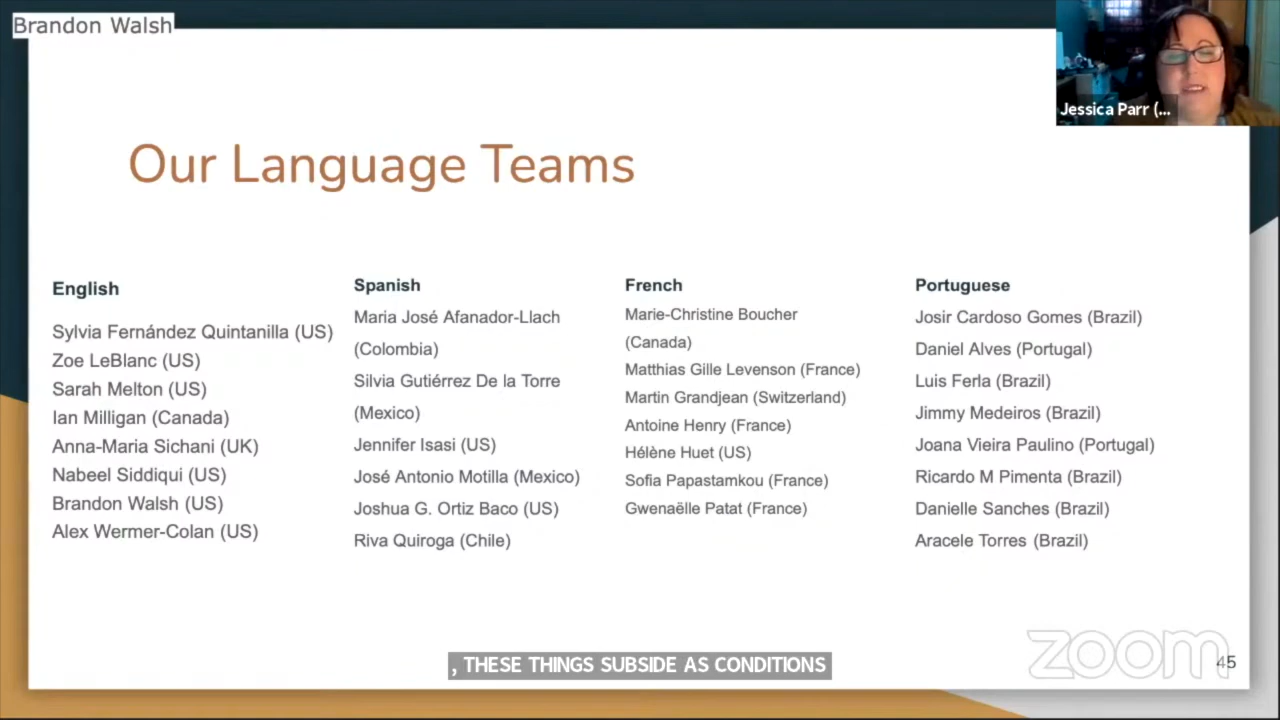 Brandon Walsh
Jessica Parr (...
Our Language Teams
English
Sylvia Fernández Quintanilla (US)
Zoe LeBlanc (US)
Sarah Melton (US)
Ian Milligan (Canada)
Anna-Maria Sichani (UK)
Nabeel Siddiqui (US)
Brandon Walsh (US)
Alex Wermer-Colan (US)
Spanish
Maria José Afanador-Llach
(Colombia)
Silvia Gutiérrez De la Torre
(Mexico)
Jennifer Isasi (US)
José Antonio Motilla (Mexico)
Joshua G. Ortiz Baco (US)
Riva Quiroga (Chile)
French
Marie-Christine Boucher
(Canada)
Matthias Gille Levenson (France)
Martin Grandjean (Switzerland)
Antoine Henry (France)
Hélène Huet (US)
Sofia Papastamkou (France)
Gwenaëlle Patat (France)
Portuguese
Josir Cardoso Gomes (Brazil)
Daniel Alves (Portugal)
Luis Ferla (Brazil)
Jimmy Medeiros (Brazil)
Joana Vieira Paulino (Portugal)
Ricardo M Pimenta (Brazil)
Danielle Sanches (Brazil)
Aracele Torres (Brazil)
, THESE THINGS SUBSIDE AS CONDITIONS
zoom
45